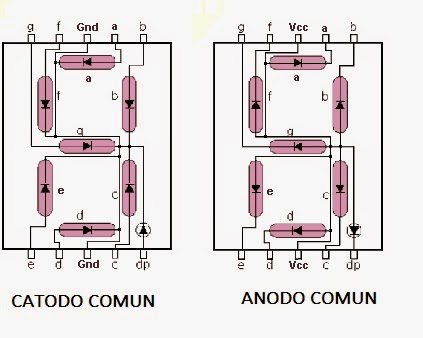 g f Gnd a b
a
f b
g
e c
d
e d Gnd c dp
CATODO COMUN
g f Vcc a b
a
f b
g
e c
d
e d Vcc c dp
ANODO COMUN